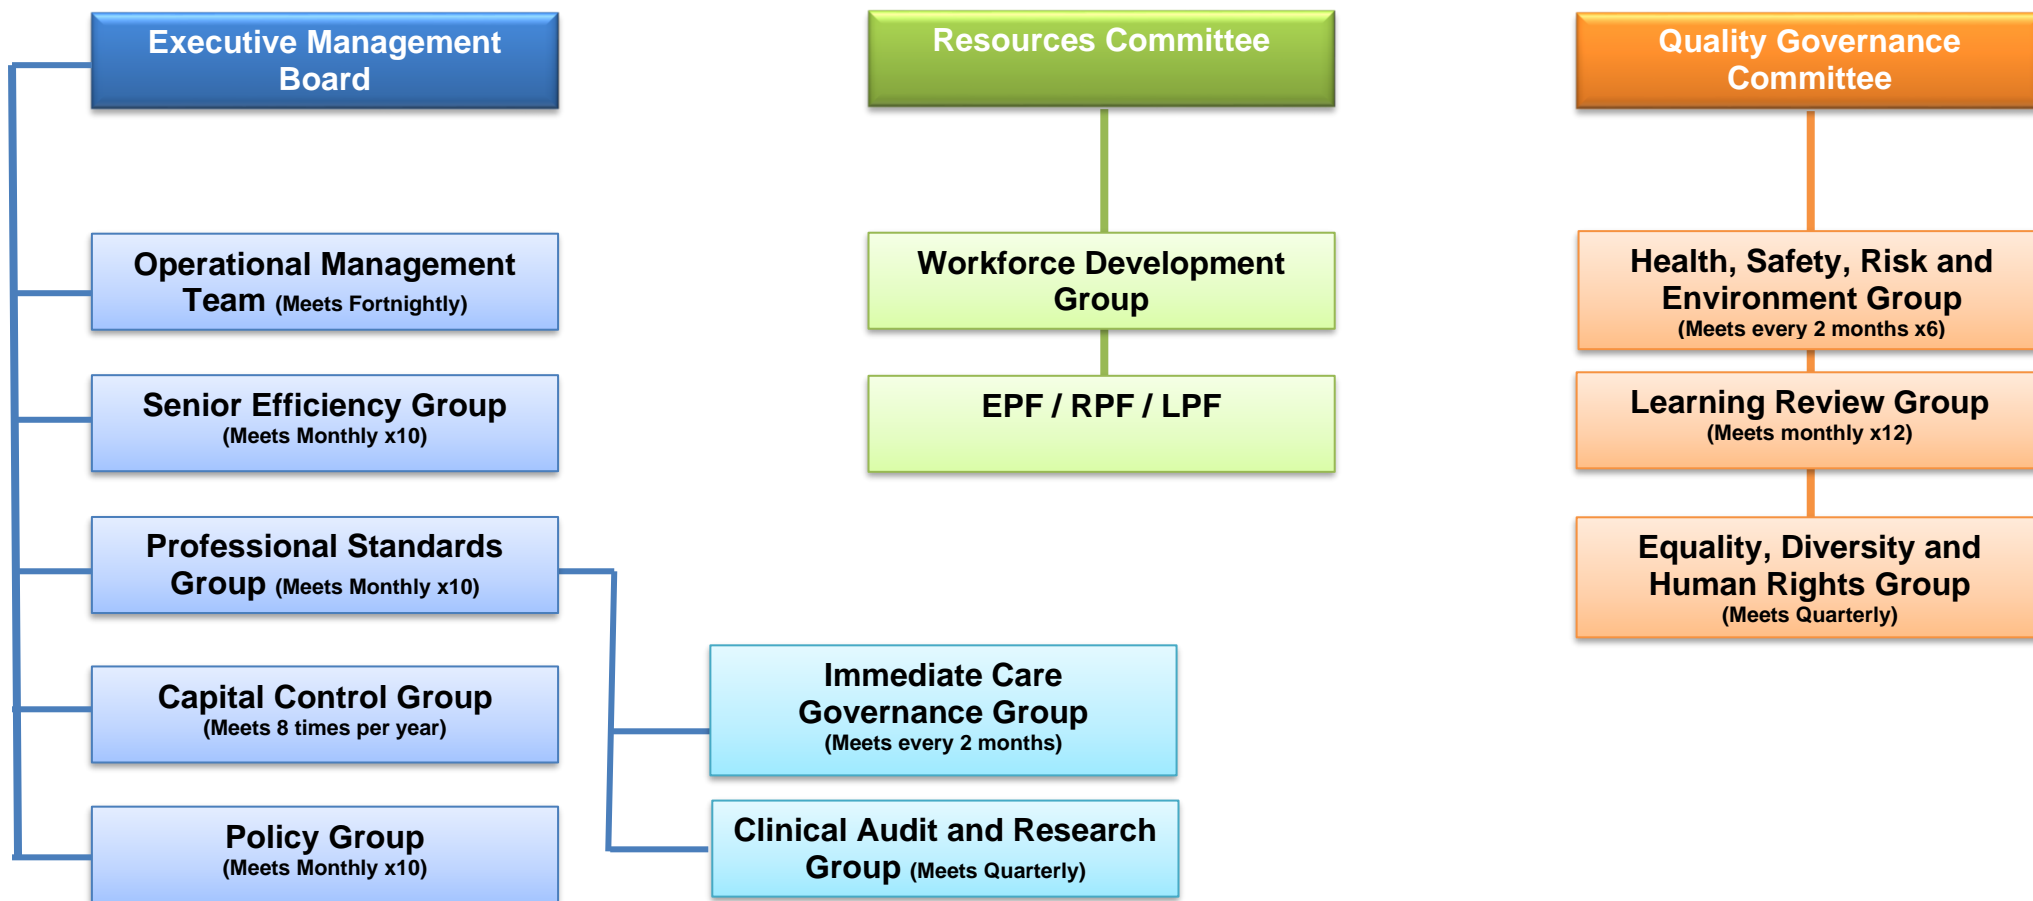 Executive Management
Board
Operational Management
Team (Meets Fortnightly)
Senior Efficiency Group
(Meets Monthly x10)
Professional Standards
Group (Meets Monthly x10)
Capital Control Group
(Meets 8 times per year)
Policy Group
(Meets Monthly x10)
Immediate Care
Governance Group
(Meets every 2 months)
Clinical Audit and Research
Group (Meets Quarterly)
Resources Committee
Workforce Development
Group
EPF / RPF / LPF
Quality Governance
Committee
Health, Safety, Risk and
Environment Group
(Meets every 2 months x6)
Learning Review Group
(Meets monthly x12)
Equality, Diversity and
Human Rights Group
(Meets Quarterly)